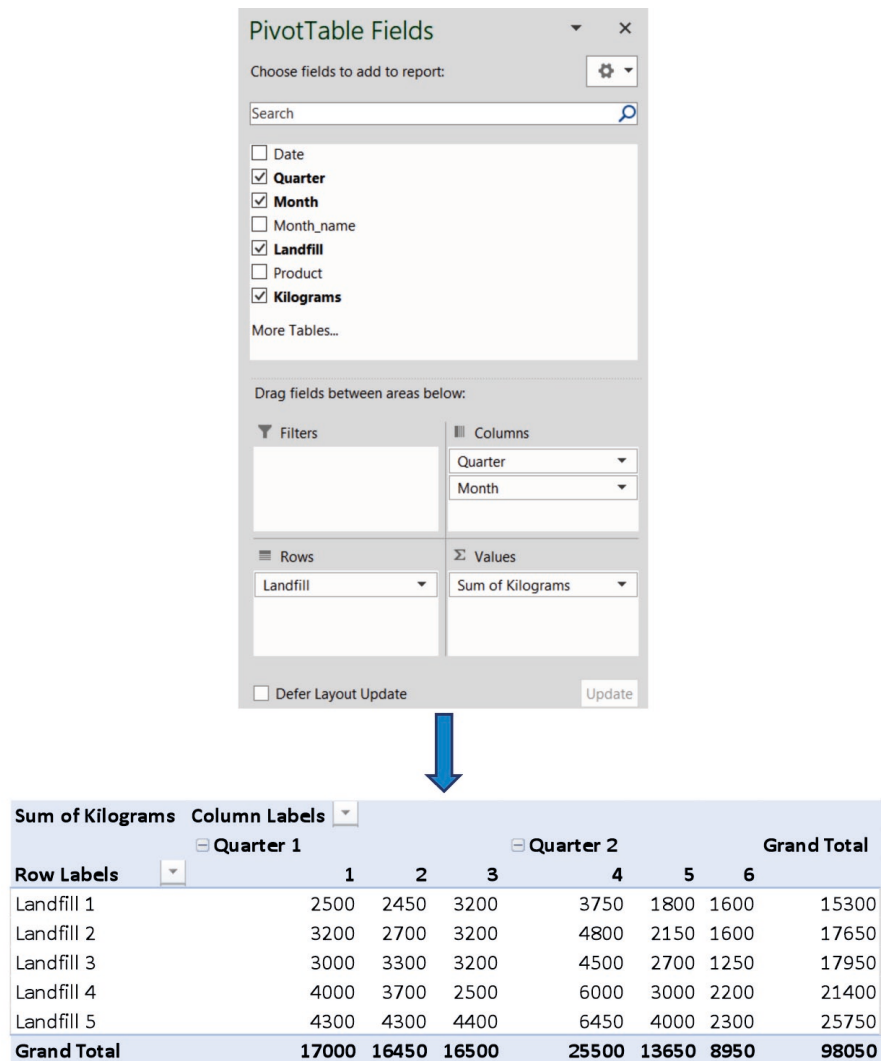 PivotTable Fields
Choose fields to add to report:
Search
Date
Quarter
Month
Month_name
Landfill
Product
Kilograms
More Tables...
Drag fields between areas below:
Filters
Columns
Quarter
Month
Rows
Σ Values
Landfill
Sum of Kilograms
Defer Layout Update
Update
Sum of Kilograms Column Labels
Quarter 1 Quarter 2 Grand Total
Row Labels 1 2 3 4 5 6
Landfill 1 2500 2450 3200 3750 1800 1600 15300
Landfill 2 3200 2700 3200 4800 2150 1600 17650
Landfill 3 3000 3300 3200 4500 2700 1250 17950
Landfill 4 4000 3700 2500 6000 3000 2200 21400
Landfill 5 4300 4300 4400 6450 4000 2300 25750
Grand Total 17000 16450 16500 25500 13650 8950 98050